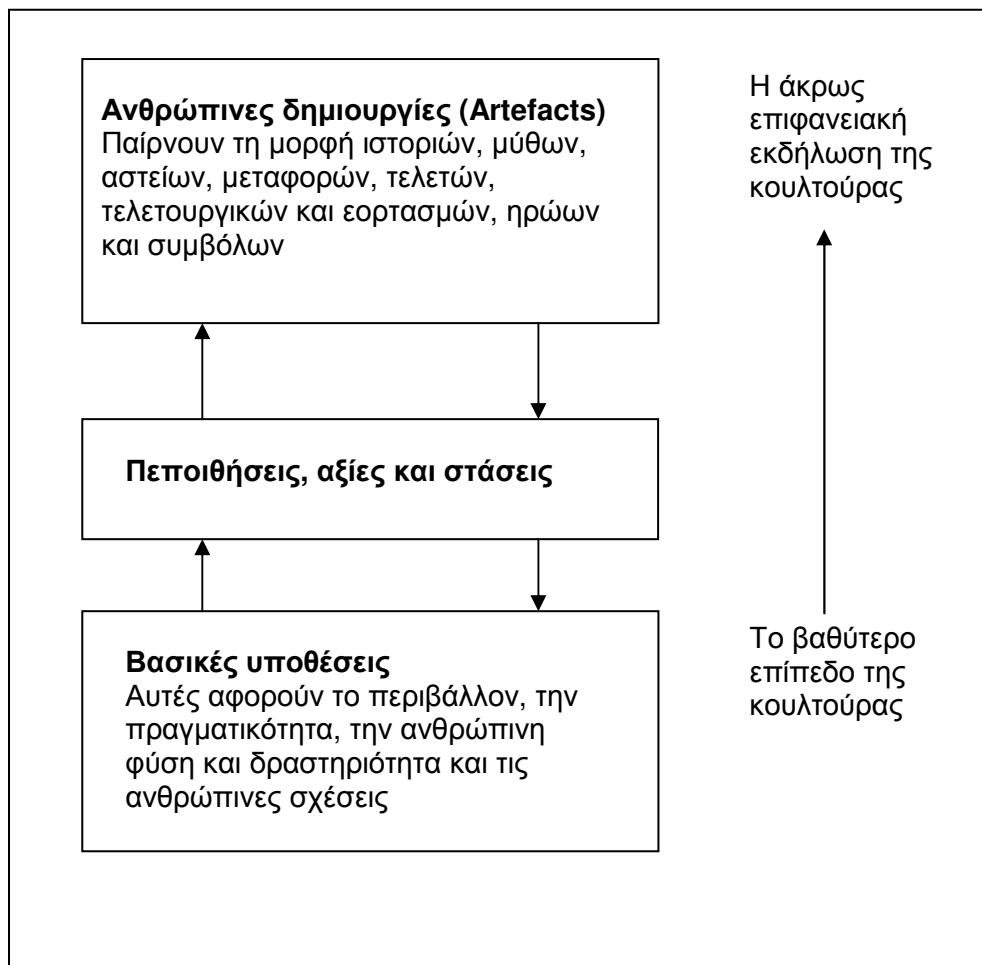 Ανθρώπινες δημιουργίες (Artefacts)
Παίρνουν τη μορφή ιστοριών, μύθων,
αστείων, μεταφορών, τελετών,
τελετουργικών και εορτασμών, ηρώων
και συμβόλων
Η άκρως
επιφανειακή
εκδήλωση της
κουλτούρας
Πεποιθήσεις, αξίες και στάσεις
Βασικές υποθέσεις
Αυτές αφορούν το περιβάλλον, την
πραγματικότητα, την ανθρώπινη
φύση και δραστηριότητα και τις
ανθρώπινες σχέσεις
Το βαθύτερο
επίπεδο της
κουλτούρας